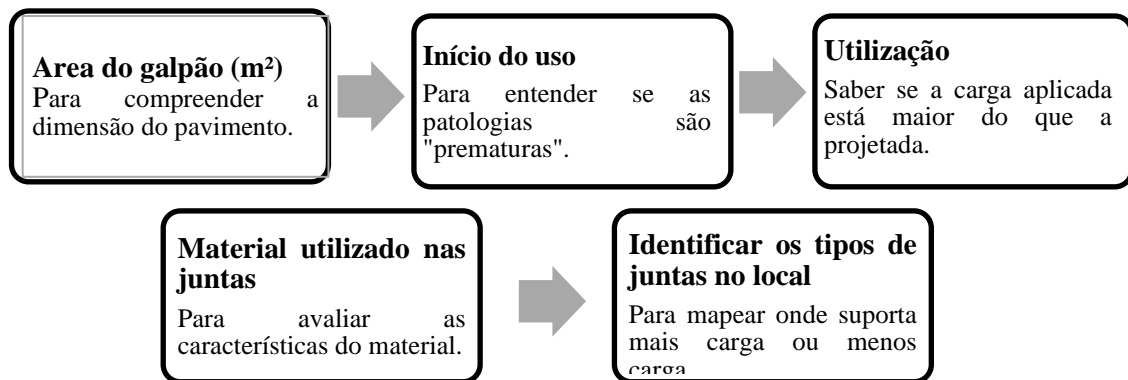 Area do galpão (m²)
Para compreender a
dimensão do pavimento.
Início do uso
Para entender se as
patologias são
"prematuras".
Utilização
Saber se a carga aplicada
está maior do que a
projetada.
Material utilizado nas
juntas
Para avaliar as
características do material.
Identificar os tipos de
juntas no local
Para mapear onde suporta
mais carga ou menos
carga